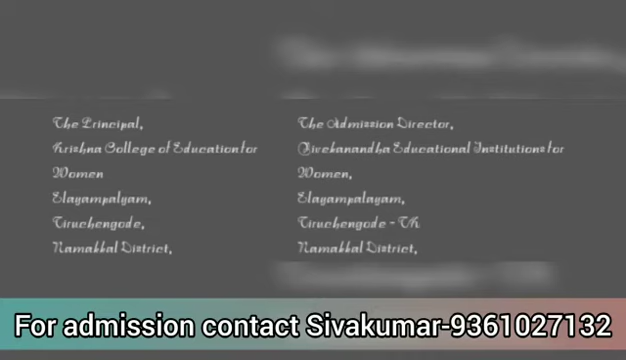 The Principal,
Krishna College of Education for
Women
Elayampalyam,
Tiruchengode,
Namakkal District,
The Admission Director,
Vivekanandha Educational Institutions for
Women,
Elayampalayam,
Tiruchengode - Tk
Namakkal District,
For admission contact Sivakumar-9361027132